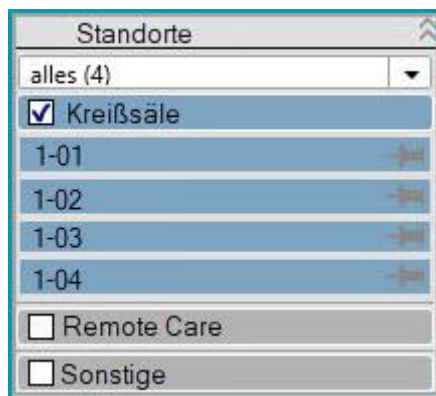 Standorte
alles (4)
Kreißsäle
1-01
1-02
1-03
1-04
Remote Care
Sonstige